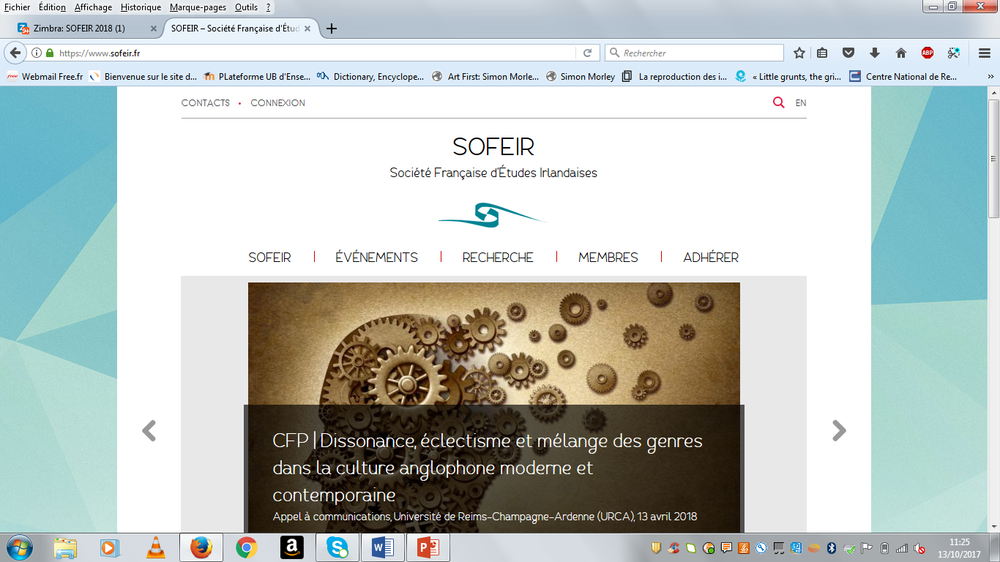 Fichier Édition Affichage Historique Marque-pages Outils ?
Zimbra: SOFEIR 2018 (1) SOFEIR – Société Française d'Étud
https://www.sofeir.fr Rechercher ABP
free Webmail Free.fr Bienvenue sur le site d... PLateforme UB d'Ense... Dictionary, Encyclope... Art First: Simon Morle... Simon Morley La reproduction des i... « Little grunts, the gri... Centre National de Re... »
CONTACTS • CONNEXION EN
SOFEIR
Société Française d'Études Irlandaises
SOFEIR | ÉVÉNEMENTS | RECHERCHE | MEMBRES | ADHÉRER
CFP | Dissonance, éclectisme et mélange des genres
dans la culture anglophone moderne et
contemporaine
Appel à communications, Université de Reims-Champagne-Ardenne (URCA), 13 avril 2018
11:25
13/10/2017